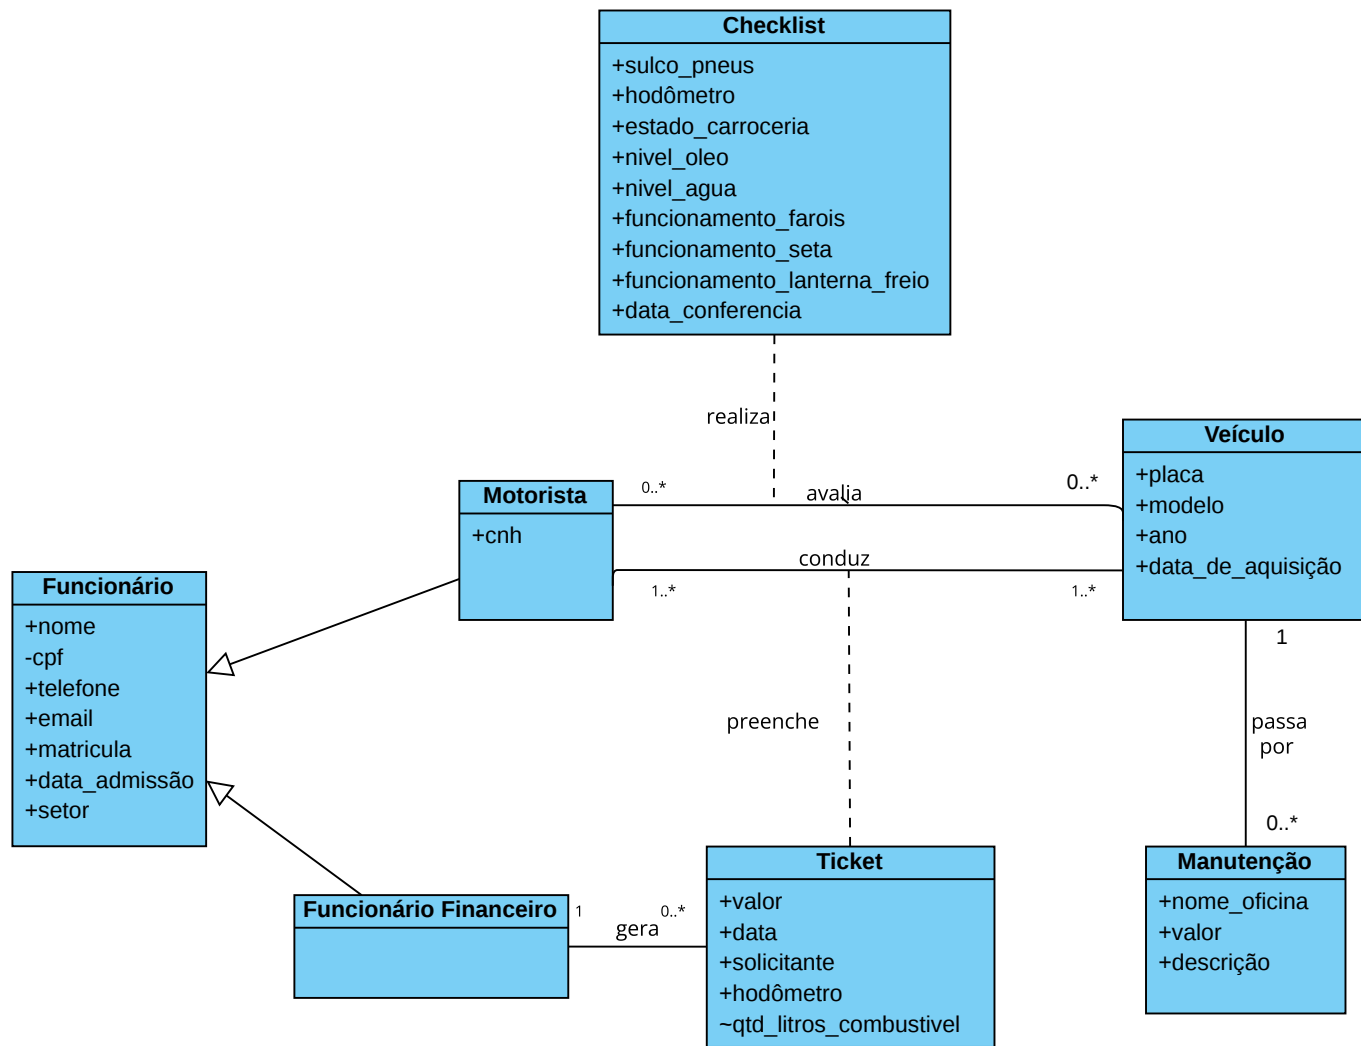 Checklist
+sulco_pneus
+hodômetro
+estado_carroceria
+nivel_oleo
+nivel_agua
+funcionamento_farois
+funcionamento_seta
+funcionamento_lanterna_freio
+data_conferencia
realiza
Veículo
+placa
+modelo
+ano
+data_de_aquisição
Motorista
+cnh
0..*
avalia
0..*
conduz
1..*
1..*
Funcionário
+nome
-cpf
+telefone
+email
+matricula
+data_admissão
+setor
preenche
1
passa
por
0..*
Funcionário Financeiro
1
gera
0..*
Ticket
+valor
+data
+solicitante
+hodômetro
~qtd_litros_combustivel
Manutenção
+nome_oficina
+valor
+descrição